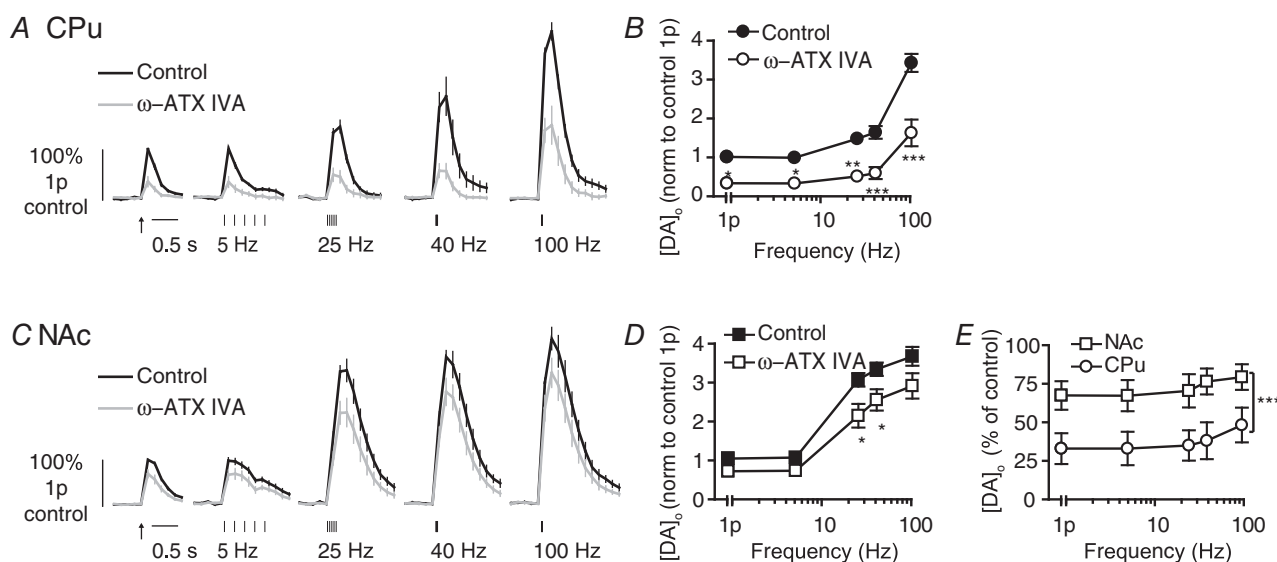 A CPu
Control
ω–ATX IVA
100%
1p
control
0.5 s
5 Hz
25 Hz
40 Hz
100 Hz
B
Control
ω–ATX IVA
[DA]o (norm to control 1p)
4
3
2
1
0
*
*
**
***
***
1p
10
100
Frequency (Hz)
C NAc
Control
ω–ATX IVA
100%
1p
control
0.5 s
5 Hz
25 Hz
40 Hz
100 Hz
D
Control
ω–ATX IVA
[DA]o (norm to control 1p)
4
3
2
1
0
*
*
1p
10
100
Frequency (Hz)
E
NAc
CPu
[DA]o (% of control)
100
75
50
25
0
***
1p
10
100
Frequency (Hz)